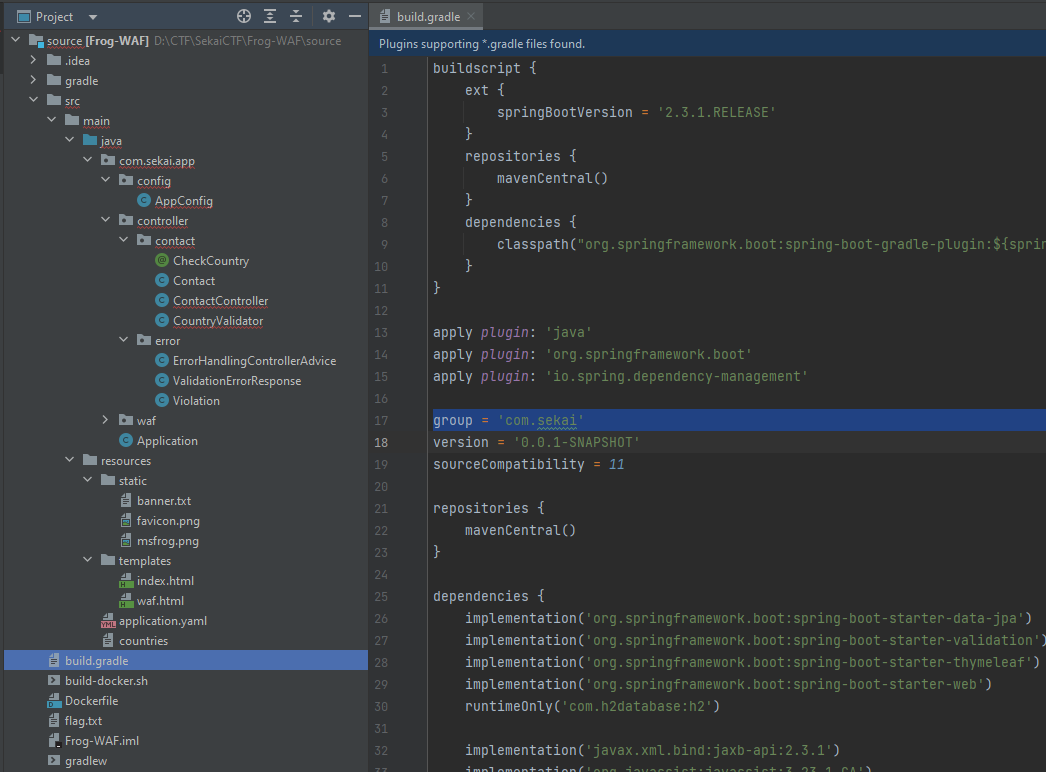 Project
source [Frog-WAF] D:\CTF\SekaiCTF\Frog-WAF\source
.idea
gradle
src
main
java
com.sekai.app
config
AppConfig
controller
contact
CheckCountry
Contact
ContactController
CountryValidator
error
ErrorHandlingControllerAdvice
ValidationErrorResponse
Violation
waf
Application
resources
static
banner.txt
favicon.png
msfrog.png
templates
index.html
waf.html
application.yaml
countries
build.gradle
build-docker.sh
Dockerfile
flag.txt
Frog-WAF.iml
gradlew
build.gradle
Plugins supporting *.gradle files found.
1 buildscript {
2 ext {
3 springBootVersion = '2.3.1.RELEASE'
4 }
5 repositories {
6 mavenCentral()
7 }
8 dependencies {
9 classpath("org.springframework.boot:spring-boot-gradle-plugin:${sprin
10 }
11 }
12
13 apply plugin: 'java'
14 apply plugin: 'org.springframework.boot'
15 apply plugin: 'io.spring.dependency-management'
16
17 group = 'com.sekai'
18 version = '0.0.1-SNAPSHOT'
19 sourceCompatibility = 11
20
21 repositories {
22 mavenCentral()
23 }
24
25 dependencies {
26 implementation('org.springframework.boot:spring-boot-starter-data-jpa')
27 implementation('org.springframework.boot:spring-boot-starter-validation')
28 implementation('org.springframework.boot:spring-boot-starter-thymeleaf')
29 implementation('org.springframework.boot:spring-boot-starter-web')
30 runtimeOnly('com.h2database:h2')
31
32 implementation('javax.xml.bind:jaxb-api:2.3.1')
33 implementation('org.javassist:javassist:3.23.1-GA')